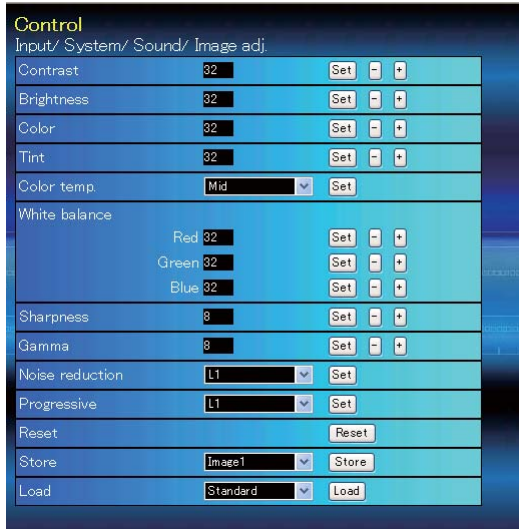 Control
Input/ System/ Sound/ Image adj.
Contrast 32 Set - +
Brightness 32 Set - +
Color 32 Set - +
Tint 32 Set - +
Color temp. Mid Set
White balance
Red 32 Set - +
Green 32 Set - +
Blue 32 Set - +
Sharpness 8 Set - +
Gamma 8 Set - +
Noise reduction L1 Set
Progressive L1 Set
Reset Reset
Store Image1 Store
Load Standard Load